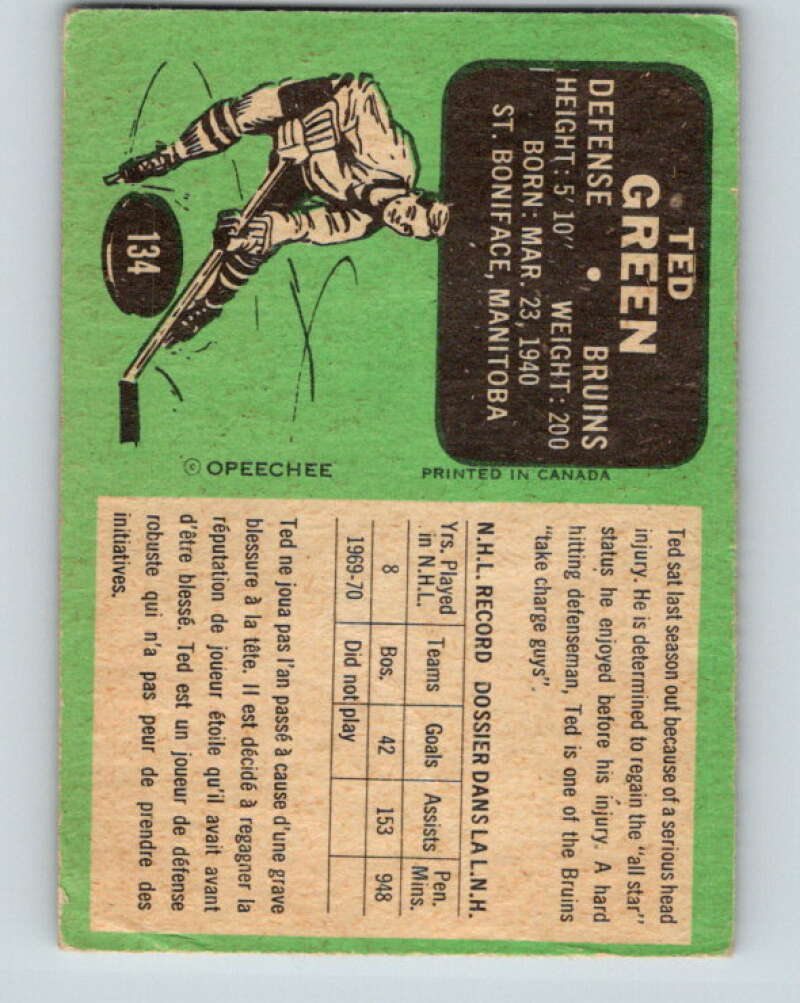 TED
GREEN
DEFENSE • BRUINS
HEIGHT: 5' 10" WEIGHT: 200
BORN: MAR. 23, 1940
ST. BONIFACE, MANITOBA
134
© OPEECHEE
PRINTED IN CANADA
Ted sat last season out because of a serious head
injury. He is determined to regain the "all star"
status he enjoyed before his injury. A hard
hitting defenseman, Ted is one of the Bruins
"take charge guys".
N.H.L. RECORD DOSSIER DANS LA L.N.H.
Yrs. Played Teams Goals Assists Pen.
in N.H.L. Mins.
8 Bos. 42 153 948
1969-70 Did not play
Ted ne joua pas l'an passé à cause d'une grave
blessure à la tête. Il est décidé à regagner la
réputation de joueur étoile qu'il avait avant
d'être blessé. Ted est un joueur de défense
robuste qui n'a pas peur de prendre des
initiatives.